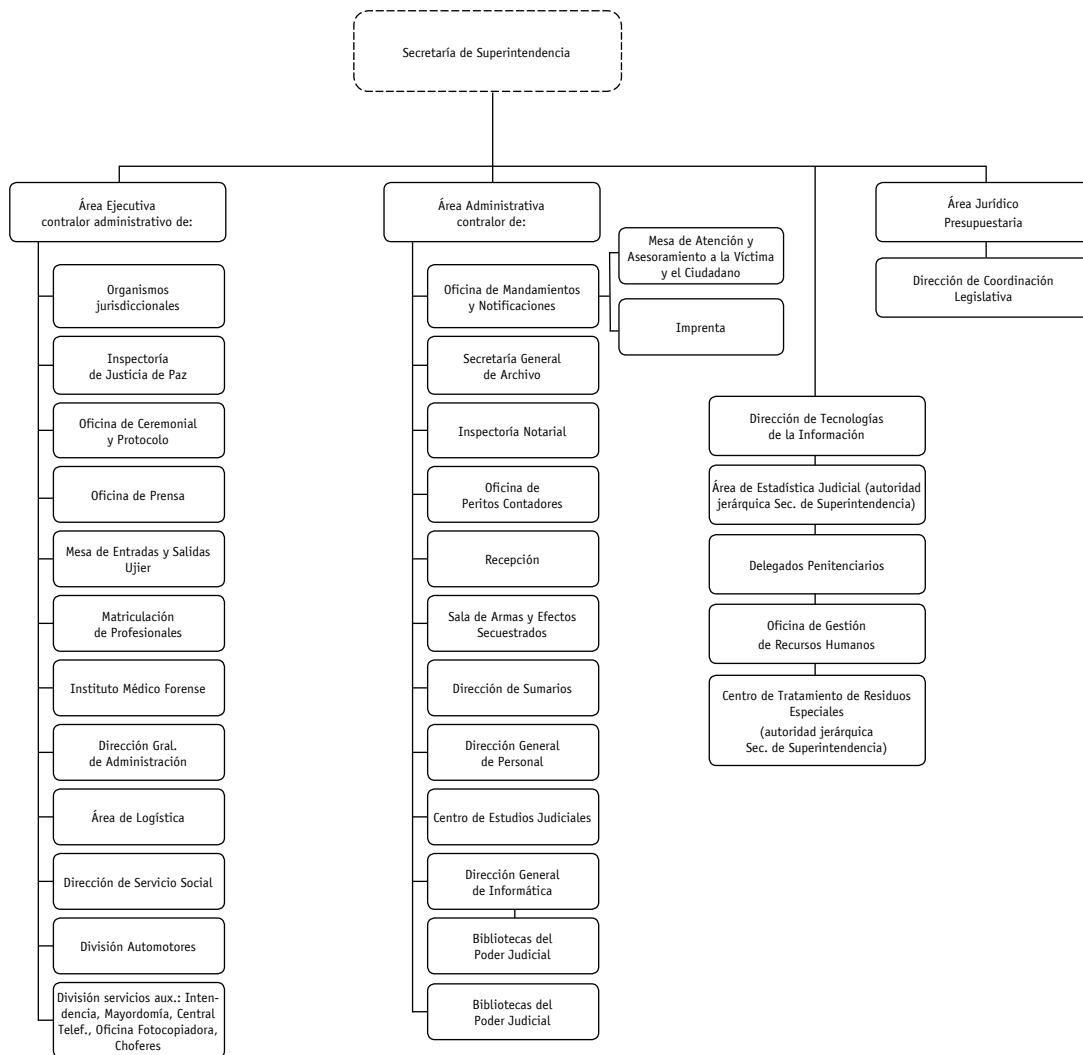 Secretaría de Superintendencia
Área Ejecutiva
contralor administrativo de:
Organismos
jurisdiccionales
Inspectoría
de Justicia de Paz
Oficina de Ceremonial
y Protocolo
Oficina de Prensa
Mesa de Entradas y Salidas
Ujier
Matriculación
de Profesionales
Instituto Médico Forense
Dirección Gral.
de Administración
Área de Logística
Dirección de Servicio Social
División Automotores
División servicios aux.: Inten-
dencia, Mayordomía, Central
Telef., Oficina Fotocopiadora,
Choferes
Área Administrativa
contralor de:
Oficina de Mandamientos
y Notificaciones
Mesa de Atención y
Asesoramiento a la Víctima
y el Ciudadano
Imprenta
Secretaría General
de Archivo
Inspectoría Notarial
Oficina de
Peritos Contadores
Recepción
Sala de Armas y Efectos
Secuestrados
Dirección de Sumarios
Dirección General
de Personal
Centro de Estudios Judiciales
Dirección General
de Informática
Bibliotecas del
Poder Judicial
Bibliotecas del
Poder Judicial
Dirección de Tecnologías
de la Información
Área de Estadística Judicial (autoridad
jerárquica Sec. de Superintendencia)
Delegados Penitenciarios
Oficina de Gestión
de Recursos Humanos
Centro de Tratamiento de Residuos
Especiales
(autoridad jerárquica
Sec. de Superintendencia)
Área Jurídico
Presupuestaria
Dirección de Coordinación
Legislativa